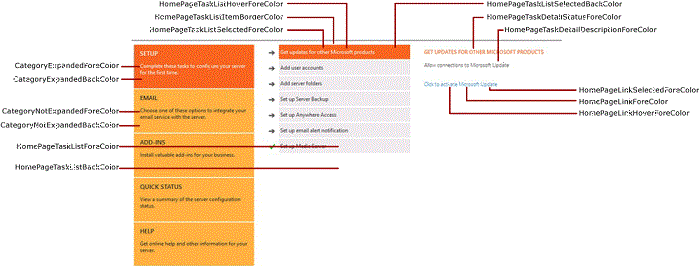 HomePageTaskListHoverForeColor
HomePageTaskListSelectedBackColor
HomePageTaskListItemBorderColor
HomePageTaskDetailStatusForeColor
HomePageTaskListSelectedForeColor
HomePageTaskDetailDescriptionForeColor
SETUP
Complete these tasks to configure your server
for the first time.
Get updates for other Microsoft products
Add user accounts
Add server folders
Set up Server Backup
Set up Anywhere Access
Set up email alert notification
Set up Media Server
GET UPDATES FOR OTHER MICROSOFT PRODUCTS
Allow connections to Microsoft Update
Click to activate Microsoft Update
CategoryExpandedForeColor
CategoryExpandedBackColor
HomePageLinkSelectedForeColor
HomePageLinkForeColor
HomePageLinkHoverForeColor
EMAIL
Choose one of these options to integrate your
email service with the server.
CategoryNotExpandedForeColor
CategoryNotExpandedBackColor
ADD-INS
Install valuable add-ins for your business.
HomePageTaskListForeColor
HomePageTaskListBackColor
QUICK STATUS
View a summary of the server configuration
status.
HELP
Get online help and other information for your
server.